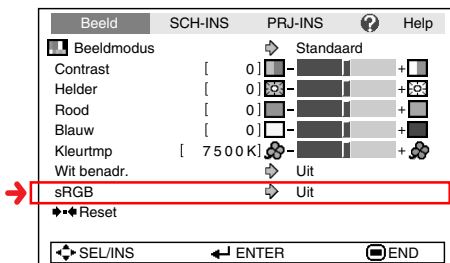 Beeld SCH-INS PRJ-INS ? Help
Beeldmodus Standaard
Contrast [ 0] - +
Helder [ 0] - +
Rood [ 0] - +
Blauw [ 0] - +
Kleurtmp [ 7500K] - +
Wit benadr. Uit
sRGB Uit
Reset
SEL/INS ENTER END